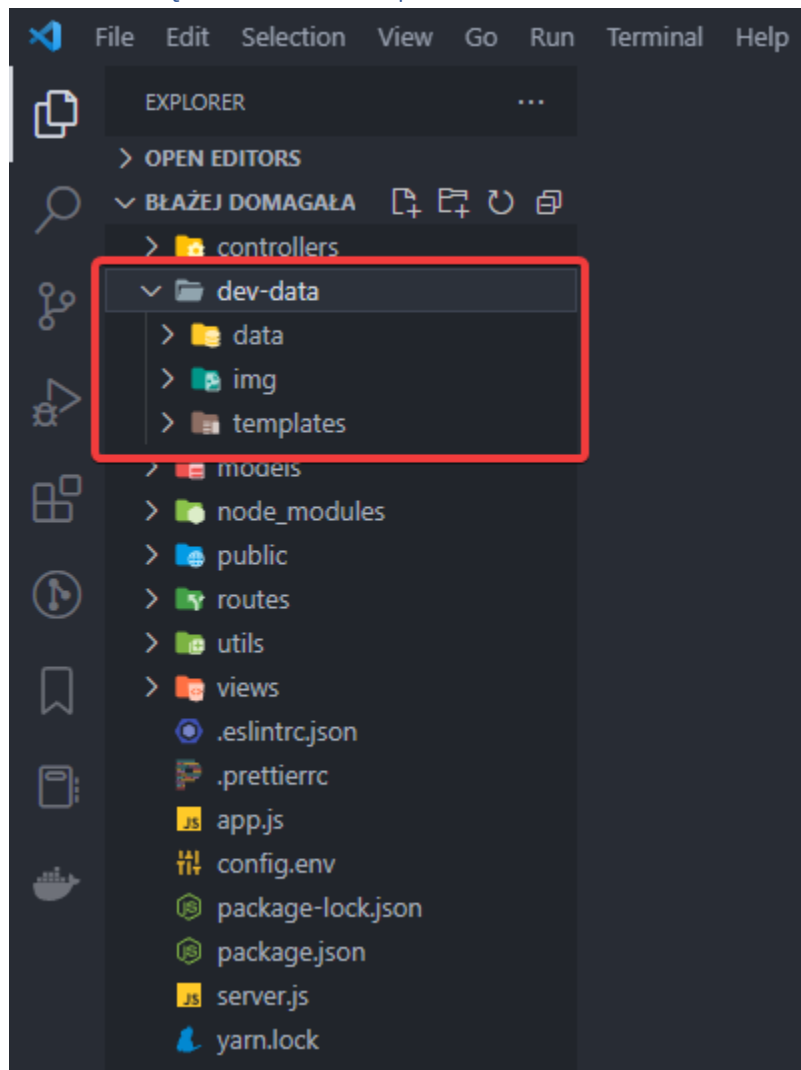 File Edit Selection View Go Run Terminal Help
EXPLORER
OPEN EDITORS
BŁAŻEJ DOMAGAŁA
controllers
dev-data
data
img
templates
models
node_modules
public
routes
utils
views
.eslintrc.json
.prettierrc
JS app.js
config.env
package-lock.json
package.json
JS server.js
yarn.lock